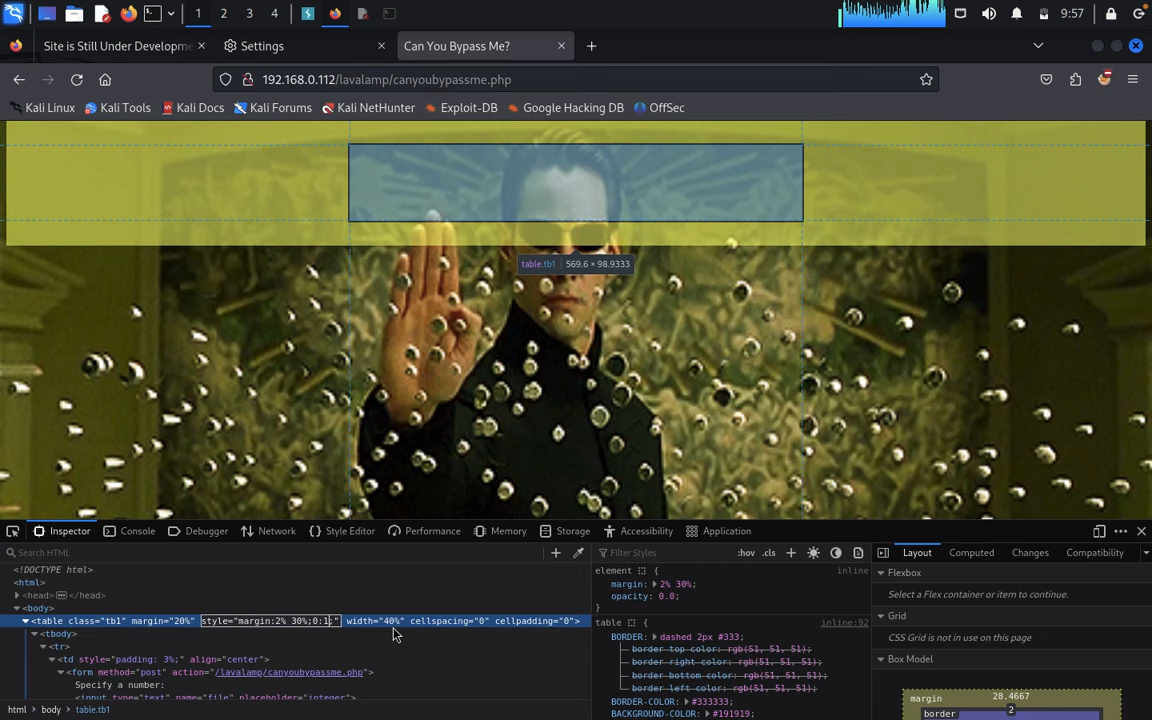 1 2 3 4 9:57
Site is Still Under Developme Settings Can You Bypass Me?
192.168.0.112/lavalamp/canyoubypassme.php
Kali Linux Kali Tools Kali Docs Kali Forums Kali NetHunter Exploit-DB Google Hacking DB OffSec
table.tb1 569.6 × 98.9333
Inspector Console Debugger Network Style Editor Performance Memory Storage Accessibility Application
Search HTML
<!DOCTYPE html>
<html>
<head> </head>
<body>
<table class="tb1" margin="20%" style="margin:2% 30%;0:1;" width="40%" cellspacing="0" cellpadding="0">
<tbody>
<tr>
<td style="padding: 3%;" align="center">
<form method="post" action="/lavalamp/canyoubypassme.php">
Specify a number:
<input type="text" name="file" placeholder="integer">
html body table.tb1
Filter Styles :hov .cls
element { inline
margin: 2% 30%;
opacity: 0.0;
}
table { inline:92
BORDER: dashed 2px #333;
border-top-color: rgb(51, 51, 51);
border-right-color: rgb(51, 51, 51);
border-bottom-color: rgb(51, 51, 51);
border-left-color: rgb(51, 51, 51);
BORDER-COLOR: #333333;
BACKGROUND-COLOR: #191919;
Layout Computed Changes Compatibility
Flexbox
Select a Flex container or item to continue.
Grid
CSS Grid is not in use on this page
Box Model
margin 28.4667
border 2